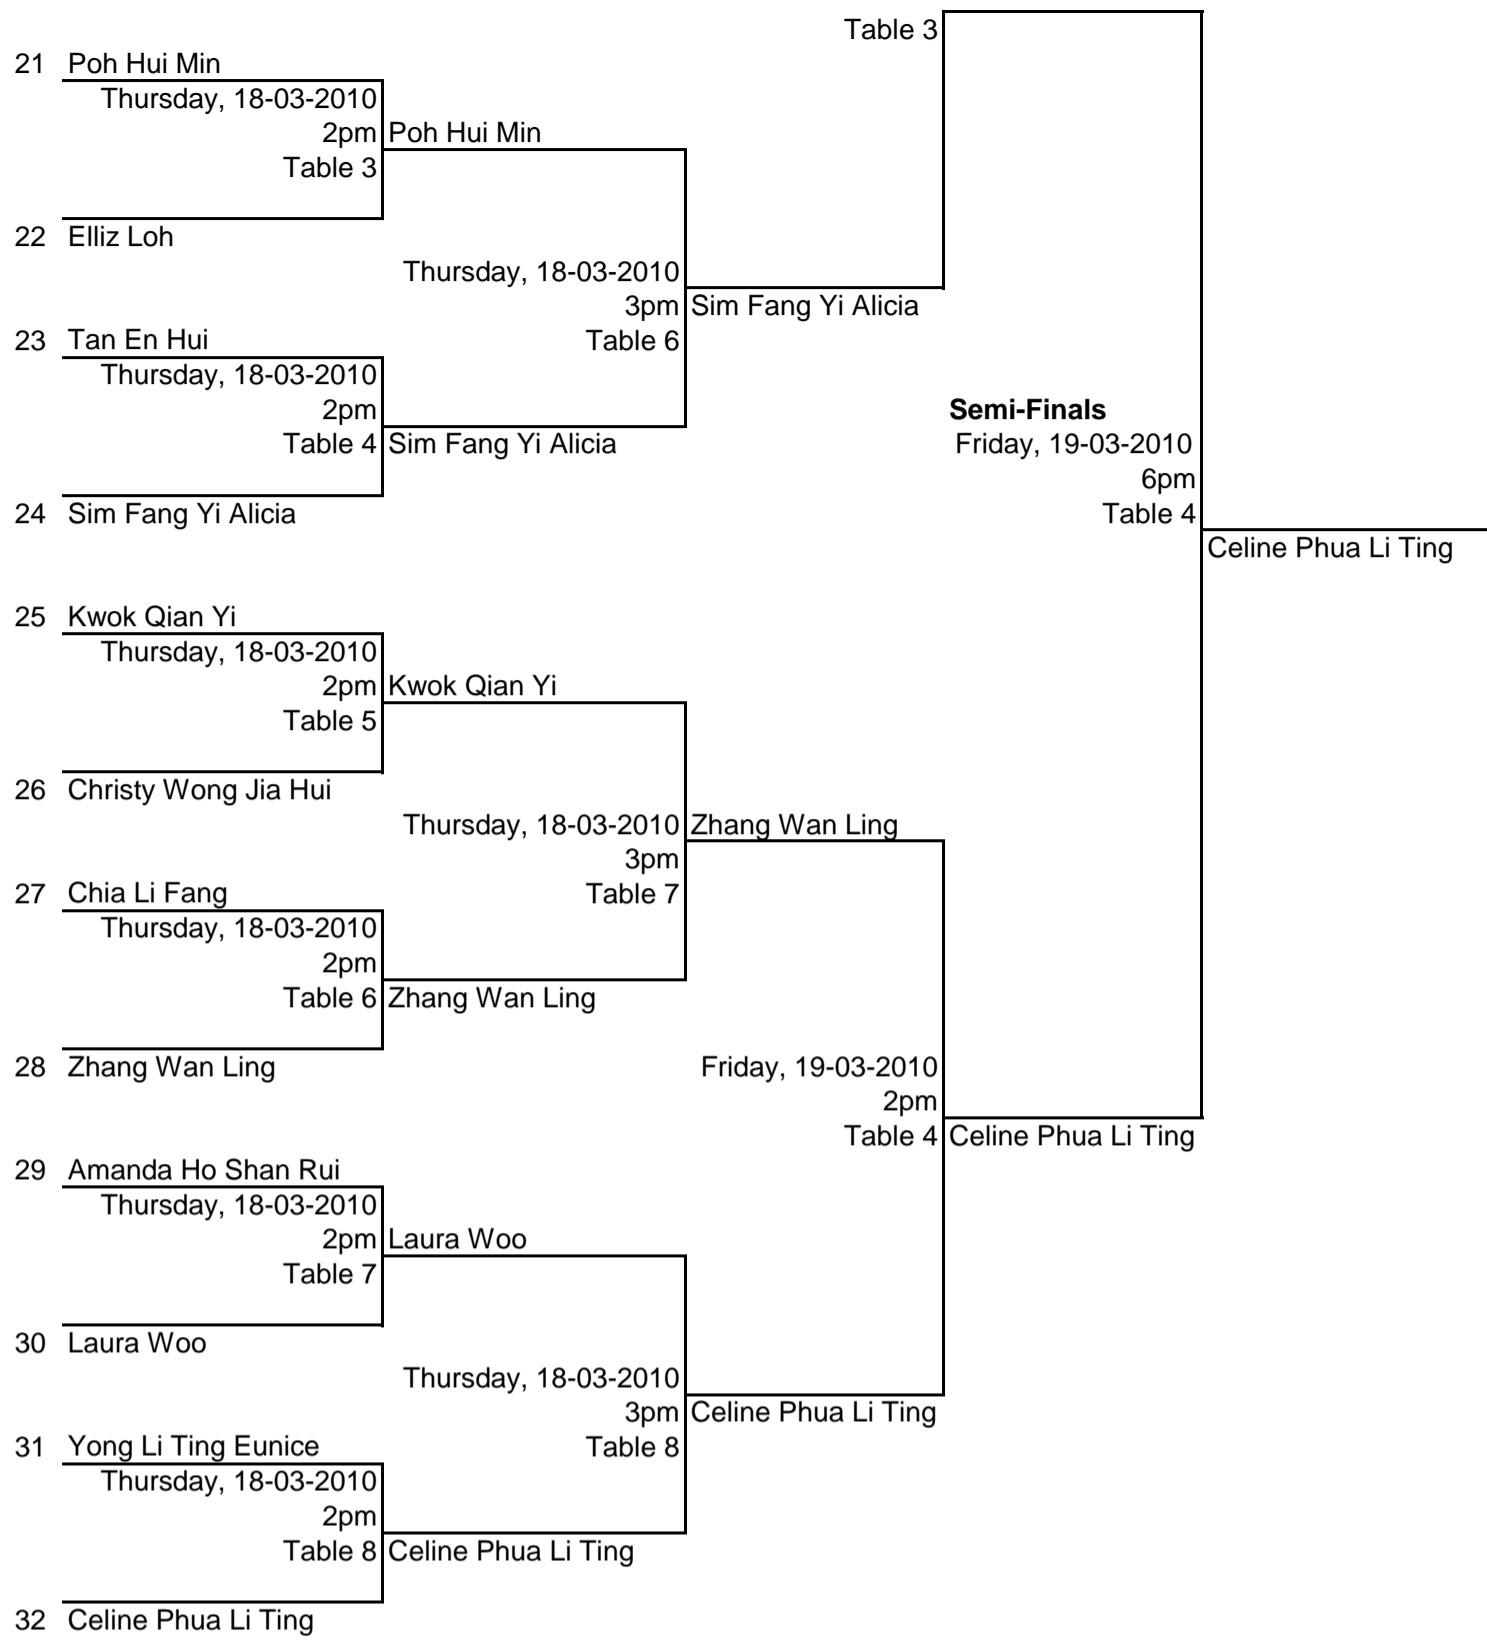 Table 3
21 Poh Hui Min
Thursday, 18-03-2010
2pm Poh Hui Min
Table 3
22 Elliz Loh
Thursday, 18-03-2010
3pm Sim Fang Yi Alicia
23 Tan En Hui Table 6
Thursday, 18-03-2010
2pm Semi-Finals
Table 4 Sim Fang Yi Alicia Friday, 19-03-2010
6pm
24 Sim Fang Yi Alicia Table 4
Celine Phua Li Ting
25 Kwok Qian Yi
Thursday, 18-03-2010
2pm Kwok Qian Yi
Table 5
26 Christy Wong Jia Hui
Thursday, 18-03-2010 Zhang Wan Ling
3pm
27 Chia Li Fang Table 7
Thursday, 18-03-2010
2pm
Table 6 Zhang Wan Ling
28 Zhang Wan Ling Friday, 19-03-2010
2pm
Table 4 Celine Phua Li Ting
29 Amanda Ho Shan Rui
Thursday, 18-03-2010
2pm Laura Woo
Table 7
30 Laura Woo
Thursday, 18-03-2010
3pm Celine Phua Li Ting
31 Yong Li Ting Eunice Table 8
Thursday, 18-03-2010
2pm
Table 8 Celine Phua Li Ting
32 Celine Phua Li Ting